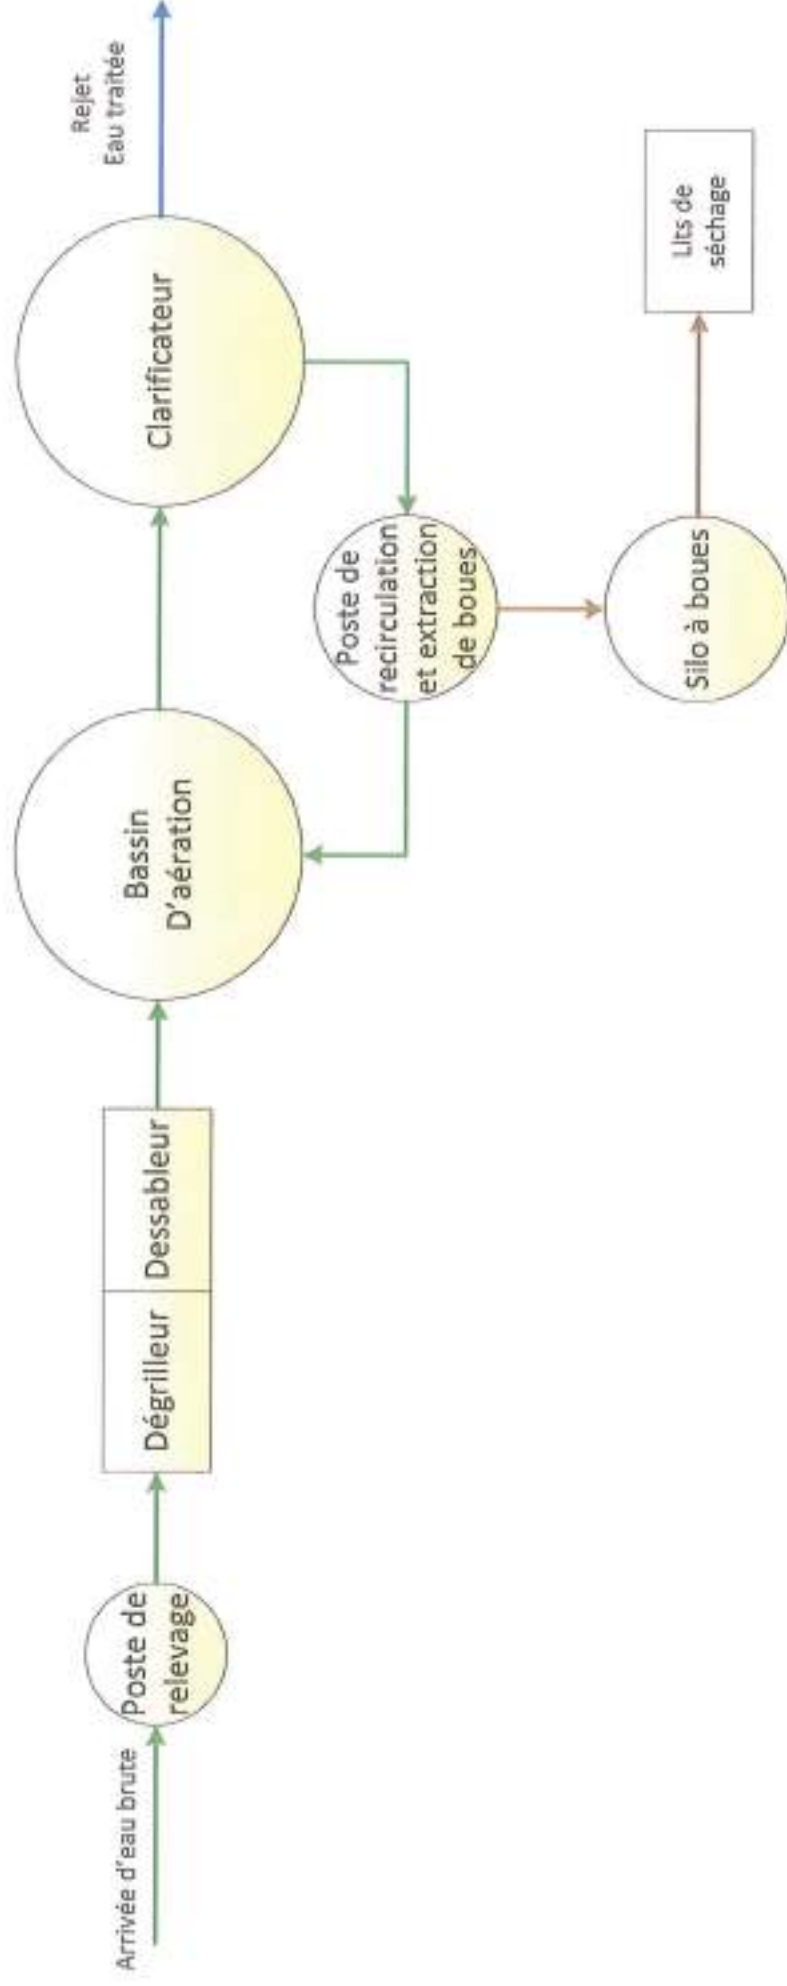 Arrivée d'eau brute
Poste de
relevage
Dégrilleur
Dessableur
Bassin
D'aération
Clarificateur
Rejet
Eau traitée
Poste de
recirculation
et extraction
de boues
Silo à boues
Lits de
séchage